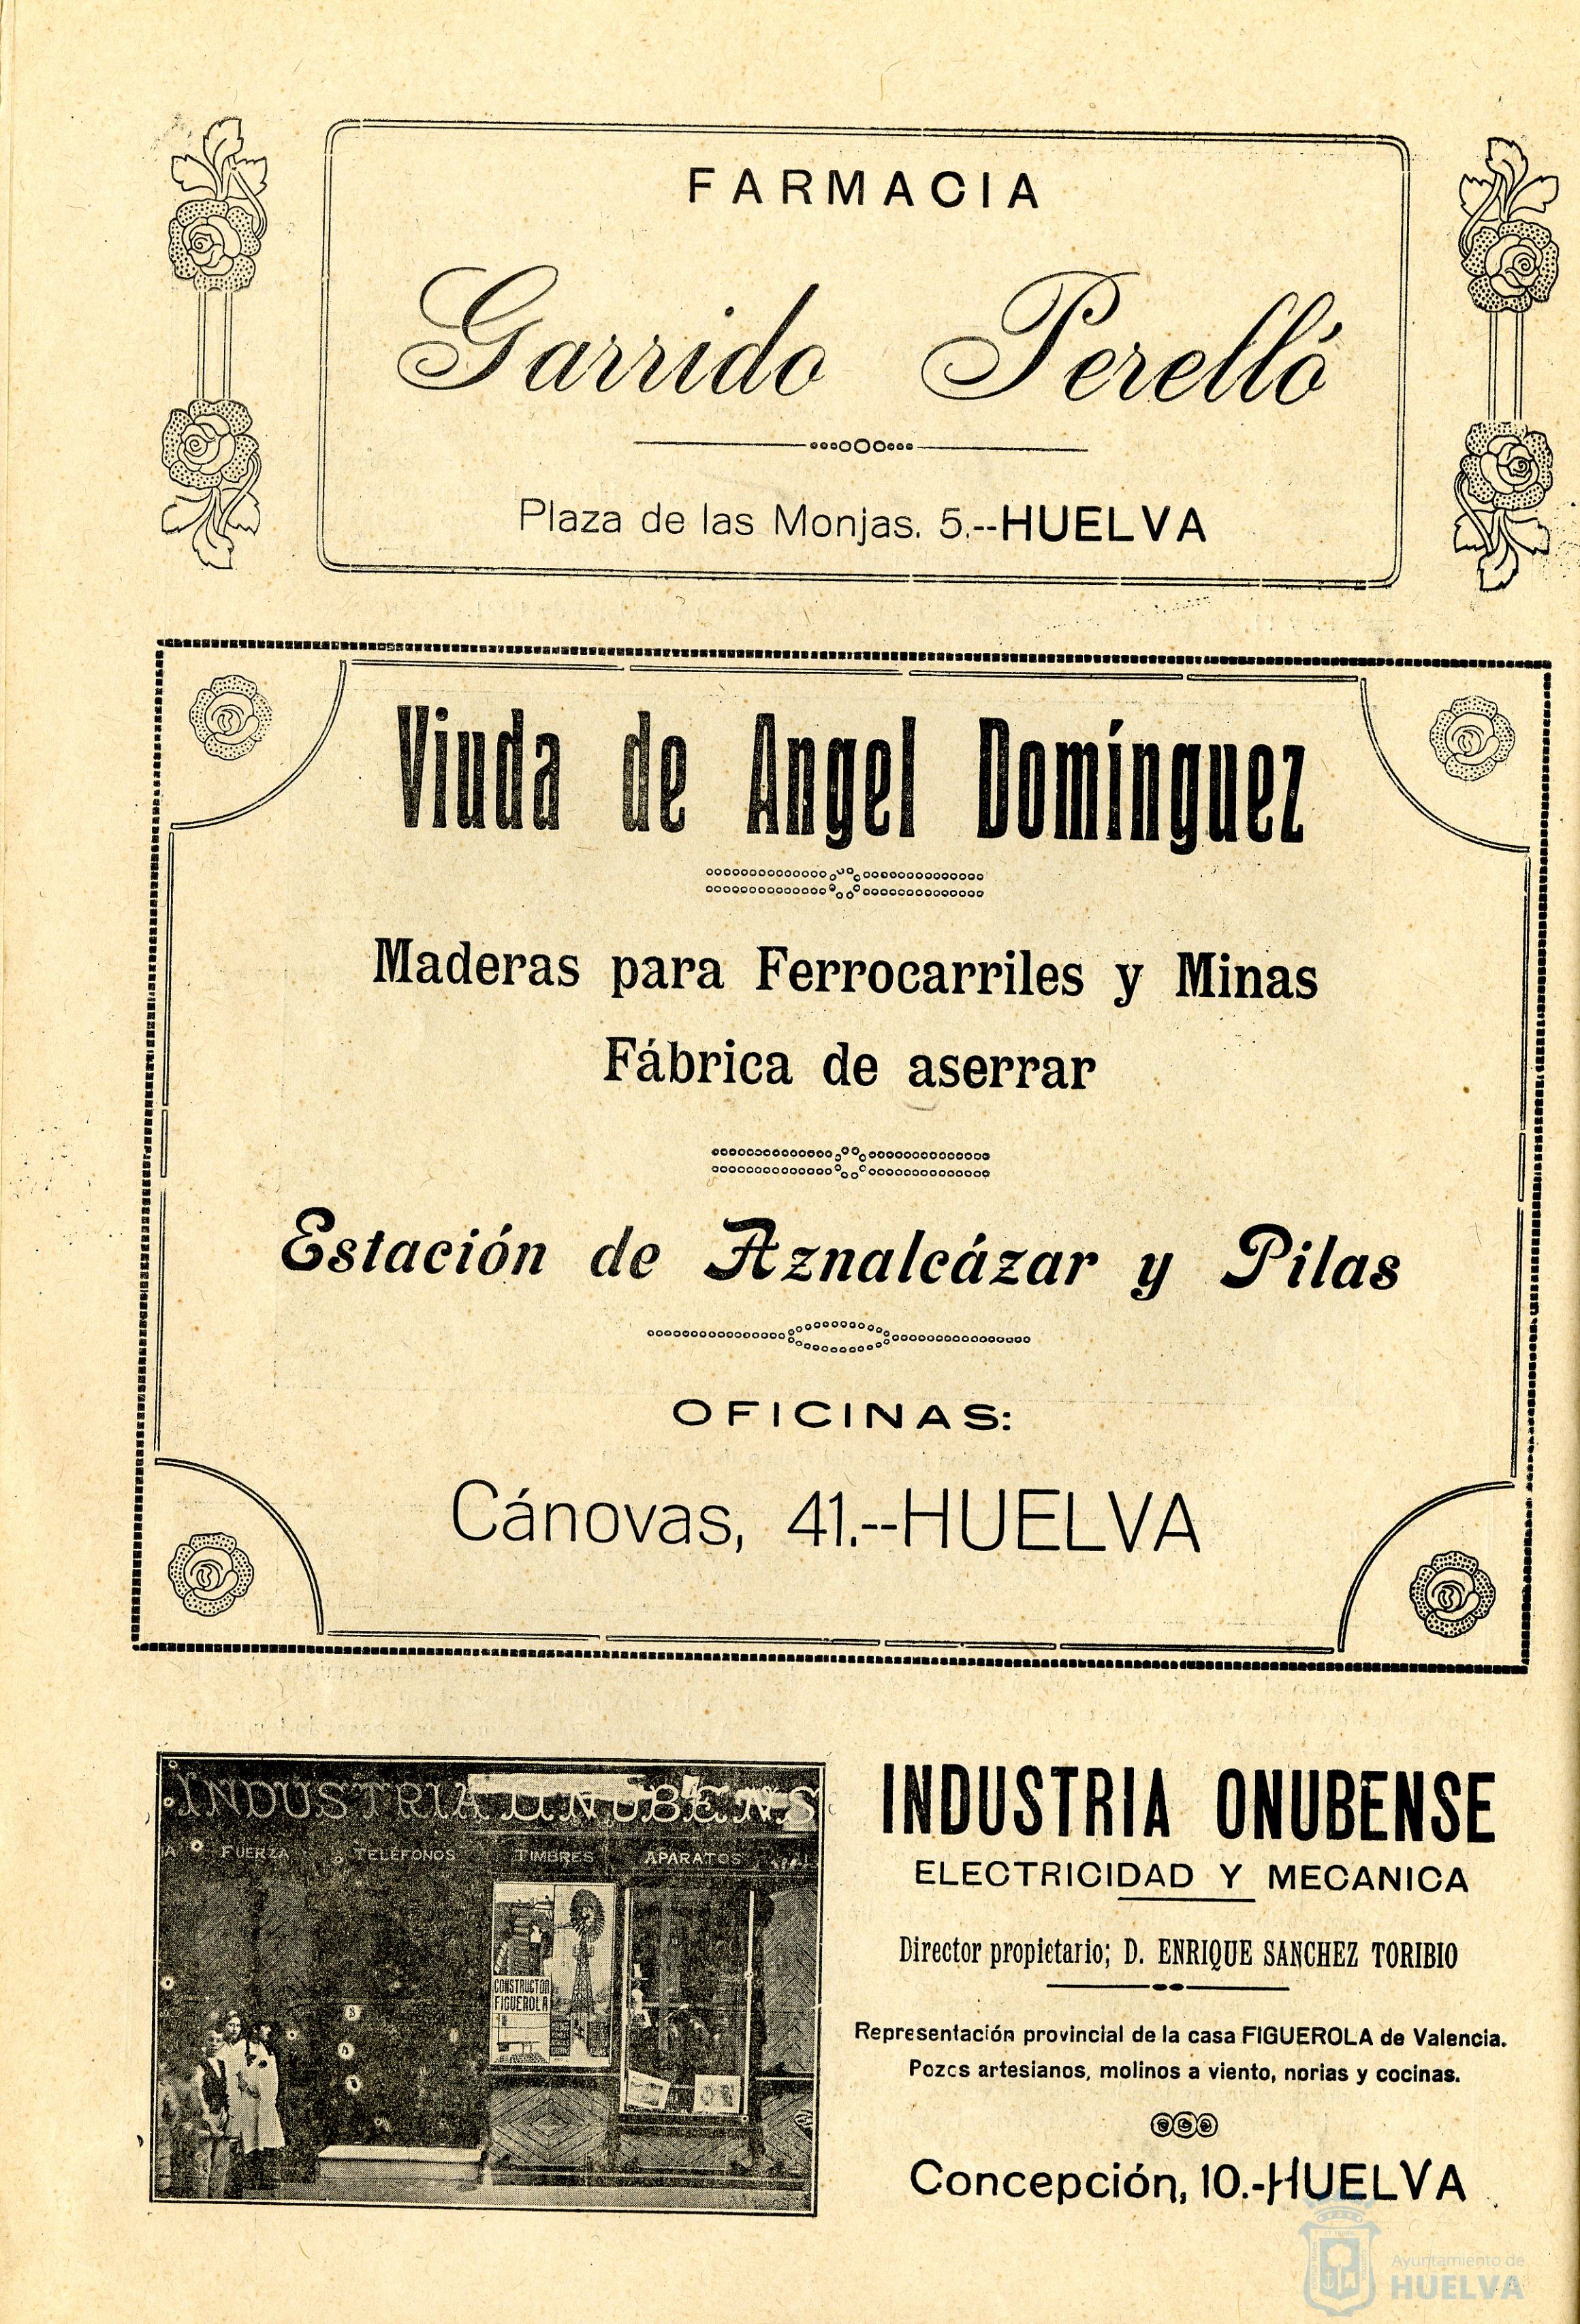 FARMACIA
Garrido Perelló
Plaza de las Monjas, 5.--HUELVA
Viuda de Angel Domínguez
Maderas para Ferrocarriles y Minas
Fábrica de aserrar
Estación de Aznalcázar y Pilas
OFICINAS:
Cánovas, 41.--HUELVA
INDUSTRIA ONUBENS
FUERZA TELÉFONOS TIMBRES APARATOS
CONSTRUCTOR
FIGUEROLA
INDUSTRIA ONUBENSE
ELECTRICIDAD Y MECANICA
Director propietario; D. ENRIQUE SANCHEZ TORIBIO
Representación provincial de la casa FIGUEROLA de Valencia.
Pozos artesianos, molinos a viento, norias y cocinas.
Concepción, 10.-HUELVA
Ayuntamiento de
HUELVA